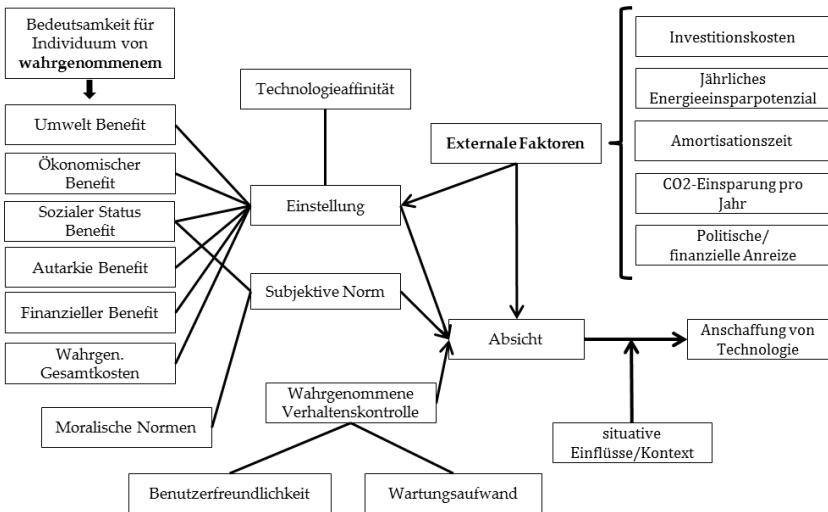 Bedeutsamkeit für
Individuum von
wahrgenommenem
Umwelt Benefit
Ökonomischer
Benefit
Sozialer Status
Benefit
Autarkie Benefit
Finanzieller Benefit
Wahrgen.
Gesamtkosten
Moralische Normen
Technologieaffinität
Einstellung
Subjektive Norm
Wahrgenommene
Verhaltenskontrolle
Benutzerfreundlichkeit
Wartungsaufwand
Externale Faktoren
Absicht
Investitionskosten
Jährliches
Energieeinsparpotenzial
Amortisationszeit
CO2-Einsparung pro
Jahr
Politische/
finanzielle Anreize
Anschaffung von
Technologie
situative
Einflüsse/Kontext